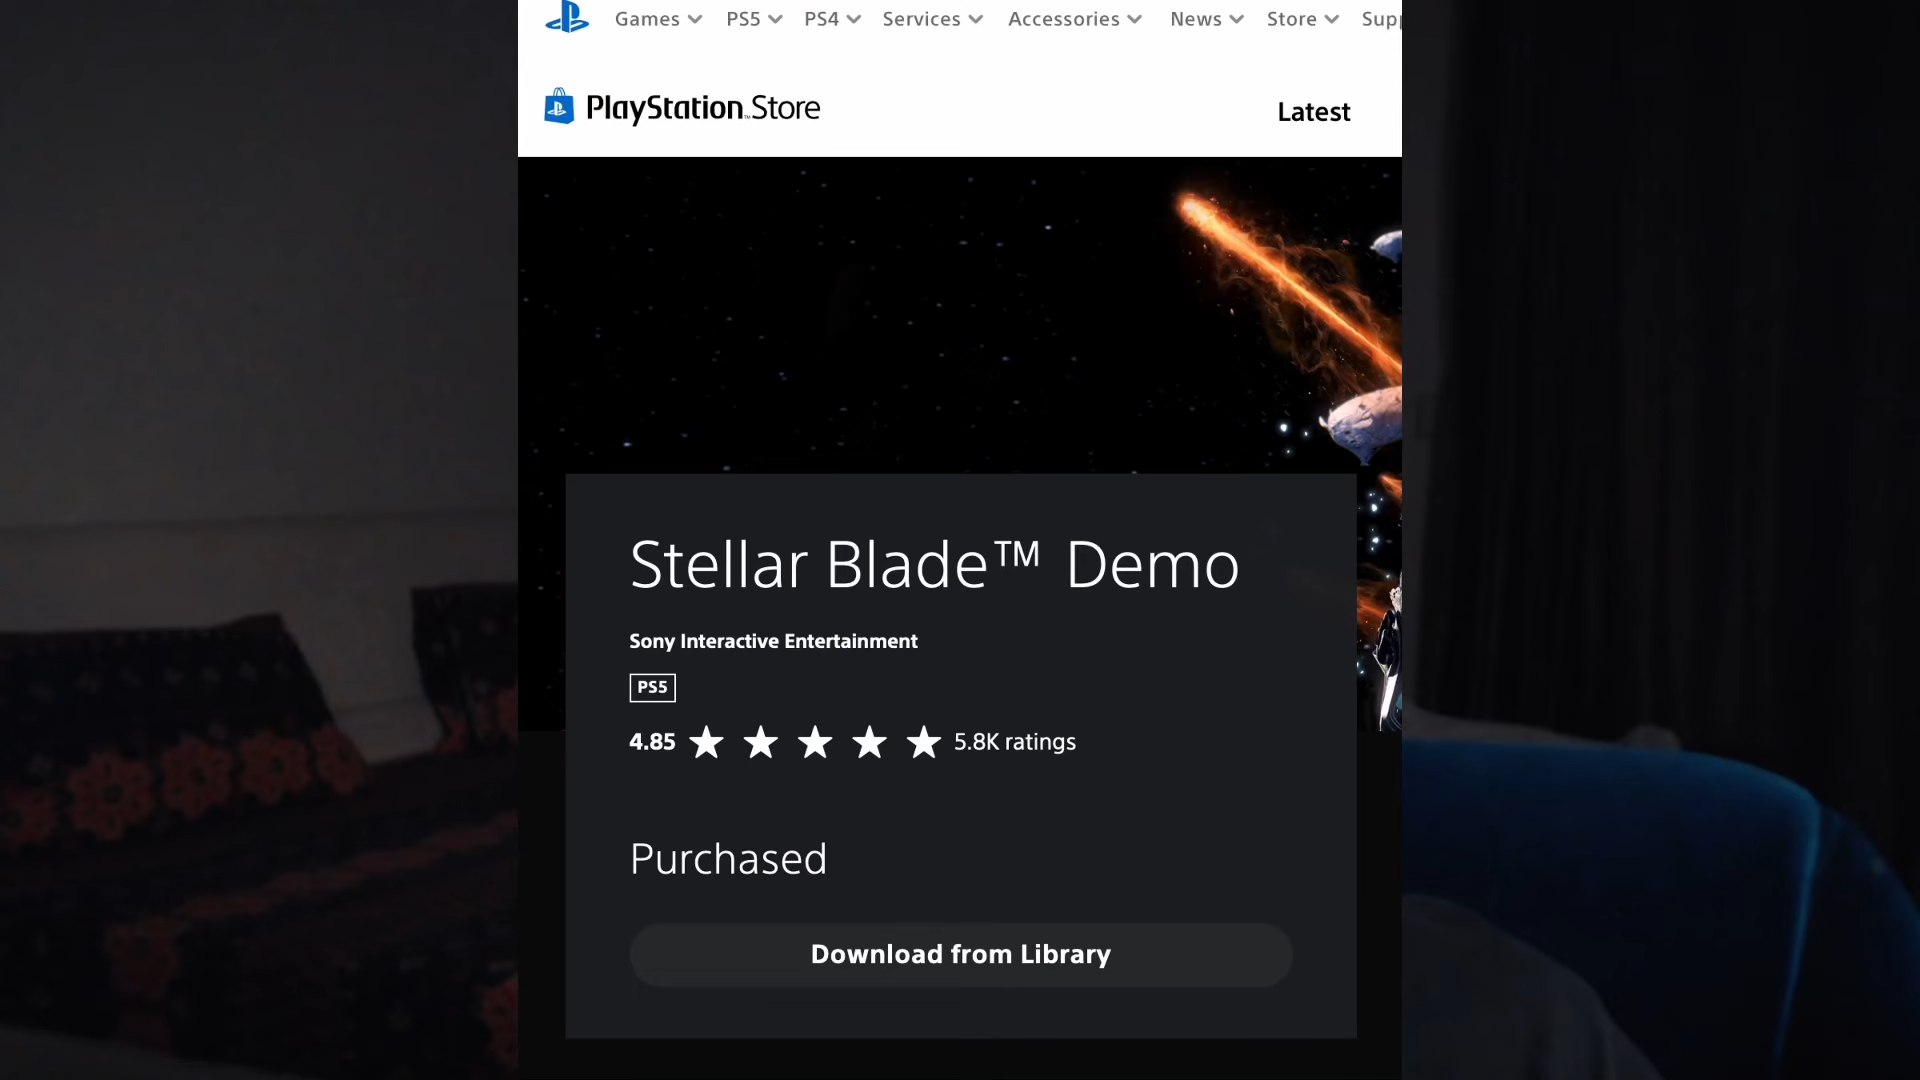 Games PS5 PS4 Services Accessories News Store
PlayStation Store
Latest
Stellar Blade™ Demo
Sony Interactive Entertainment
PS5
4.85 5.8K ratings
Purchased
Download from Library